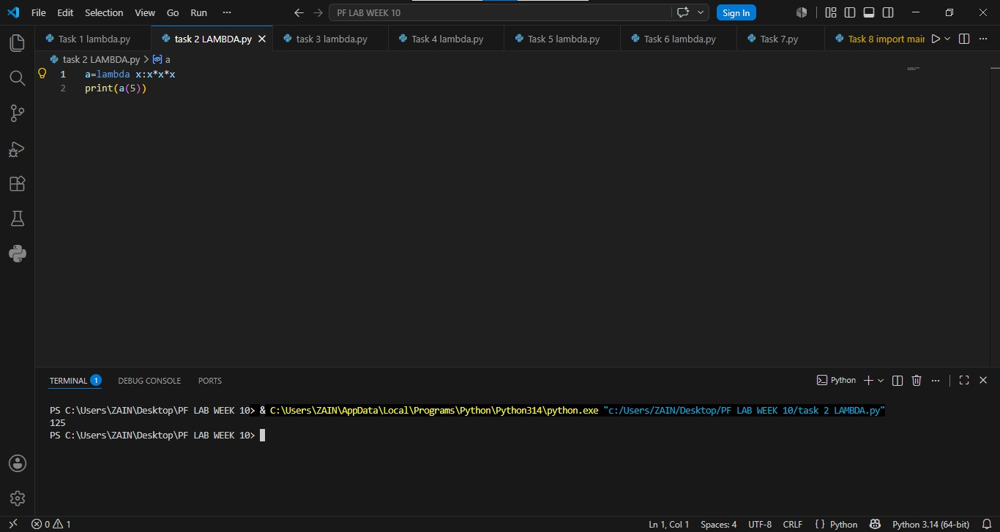 File Edit Selection View Go Run ··· PF LAB WEEK 10 Sign In
Task 1 lambda.py task 2 LAMBDA.py task 3 lambda.py Task 4 lambda.py Task 5 lambda.py Task 6 lambda.py Task 7.py Task 8 import mair
task 2 LAMBDA.py > a
1 a=lambda x:x*x*x
2 print(a(5))
TERMINAL 1 DEBUG CONSOLE PORTS Python
PS C:\Users\ZAIN\Desktop\PF LAB WEEK 10> & C:\Users\ZAIN\AppData\Local\Programs\Python\Python314\python.exe "c:/Users/ZAIN/Desktop/PF LAB WEEK 10/task 2 LAMBDA.py"
125
PS C:\Users\ZAIN\Desktop\PF LAB WEEK 10>
0 1 Ln 1, Col 1 Spaces: 4 UTF-8 CRLF { } Python Python 3.14 (64-bit)